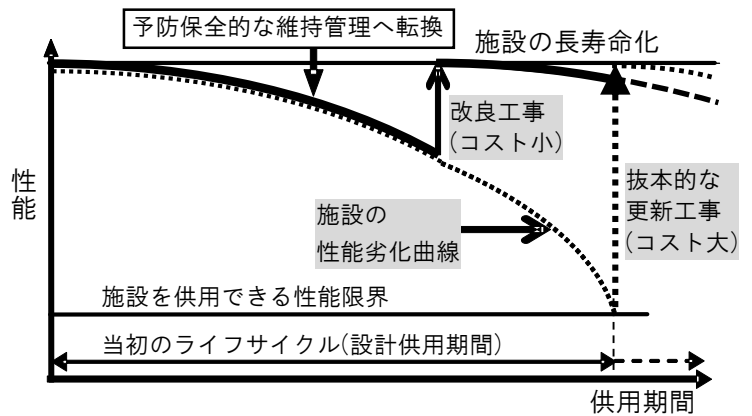 予防保全的な維持管理へ転換
施設の長寿命化
改良工事
(コスト小)
性能
抜本的な
更新工事
(コスト大)
施設の
性能劣化曲線
施設を供用できる性能限界
当初のライフサイクル(設計供用期間)
供用期間